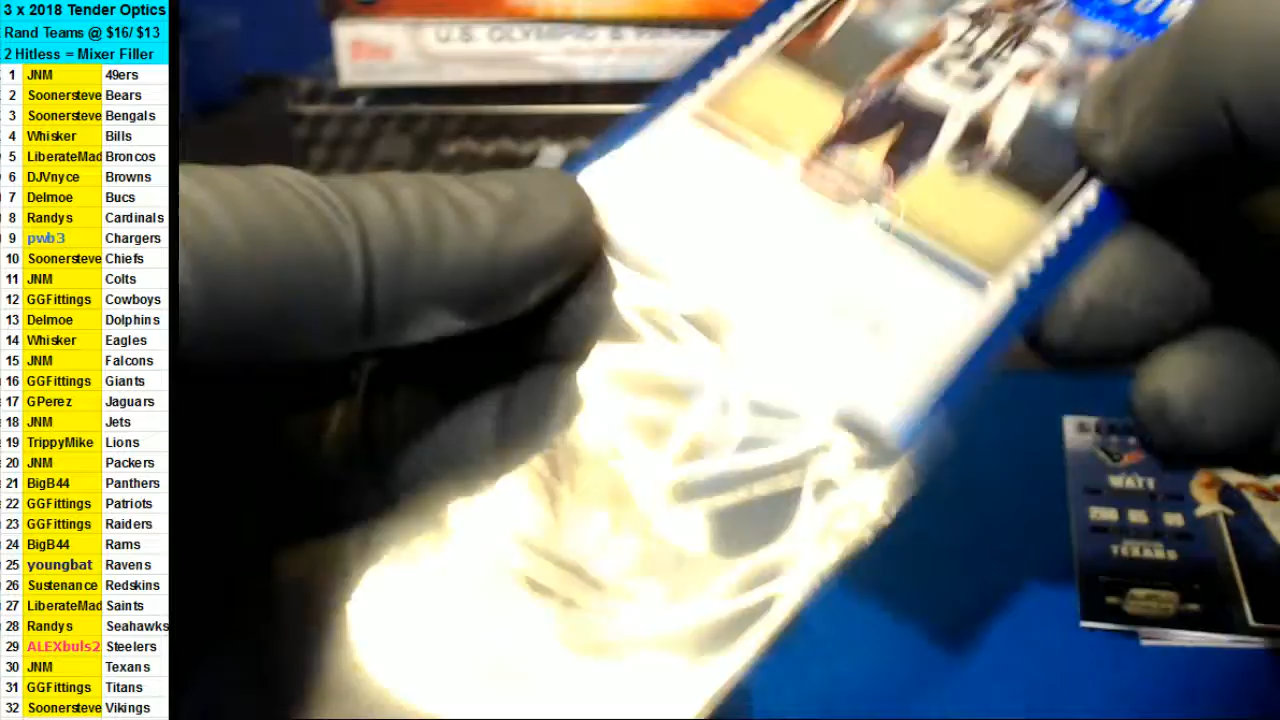 3 x 2018 Tender Optics
Rand Teams @ $16/ $13
2 Hitless = Mixer Filler
1 JNM 49ers
2 Soonersteve Bears
3 Soonersteve Bengals
4 Whisker Bills
5 LiberateMad Broncos
6 DJVnyce Browns
7 Delmoe Bucs
8 Randys Cardinals
9 pwb3 Chargers
10 Soonersteve Chiefs
11 JNM Colts
12 GGFittings Cowboys
13 Delmoe Dolphins
14 Whisker Eagles
15 JNM Falcons
16 GGFittings Giants
17 GPerez Jaguars
18 JNM Jets
19 TrippyMike Lions
20 JNM Packers
21 BigB44 Panthers
22 GGFittings Patriots
23 GGFittings Raiders
24 BigB44 Rams
25 youngbat Ravens
26 Sustenance Redskins
27 LiberateMad Saints
28 Randys Seahawks
29 ALEXbuls2 Steelers
30 JNM Texans
31 GGFittings Titans
32 Soonersteve Vikings
U.S. OLYMPIC &
WATT
TEXANS